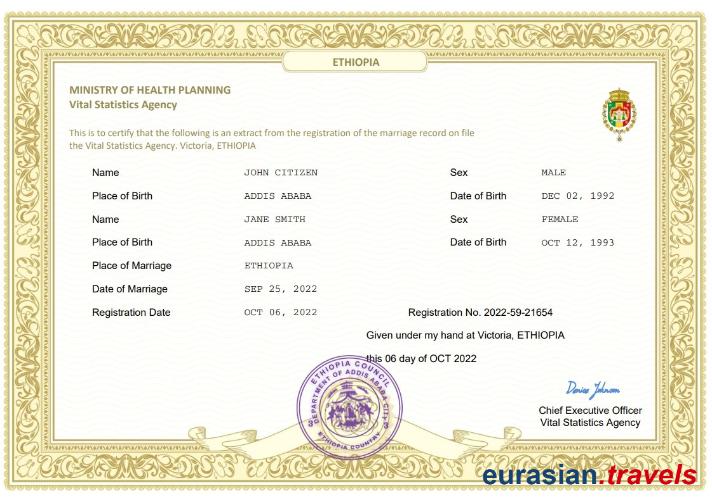 ETHIOPIA
MINISTRY OF HEALTH PLANNING
Vital Statistics Agency
This is to certify that the following is an extract from the registration of the marriage record on file
the Vital Statistics Agency. Victoria, ETHIOPIA
Name JOHN CITIZEN Sex MALE
Place of Birth ADDIS ABABA Date of Birth DEC 02, 1992
Name JANE SMITH Sex FEMALE
Place of Birth ADDIS ABABA Date of Birth OCT 12, 1993
Place of Marriage ETHIOPIA
Date of Marriage SEP 25, 2022
Registration Date OCT 06, 2022 Registration No. 2022-59-21654
Given under my hand at Victoria, ETHIOPIA
this 06 day of OCT 2022
ETHIOPIA COUNCIL
DEPARTMENT OF ADDIS ABABA CITY
ETHIOPIA COUNTRY
Chief Executive Officer
Vital Statistics Agency
eurasian.travels